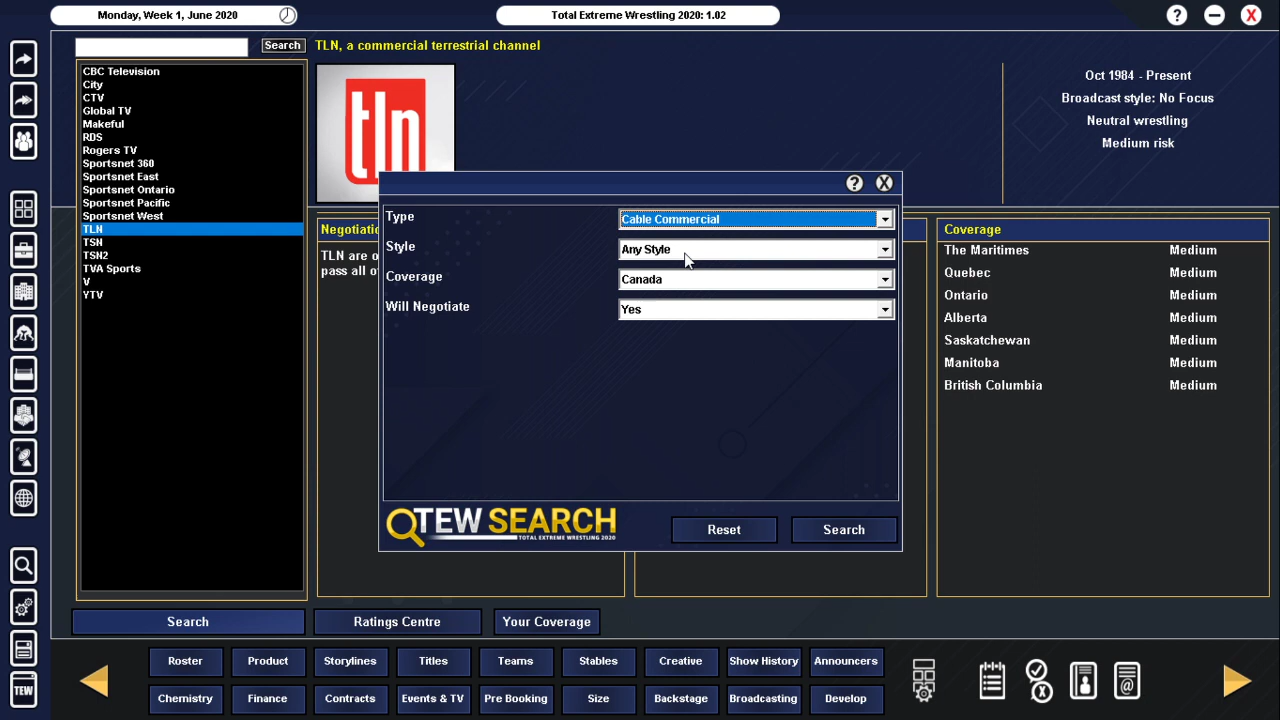 Monday, Week 1, June 2020
Total Extreme Wrestling 2020: 1.02
?
X
Search
TLN, a commercial terrestrial channel
CBC Television
City
CTV
Global TV
Makeful
RDS
Rogers TV
Sportsnet 360
Sportsnet East
Sportsnet Ontario
Sportsnet Pacific
Sportsnet West
TLN
TSN
TSN2
TVA Sports
V
YTV
tln
Oct 1984 - Present
Broadcast style: No Focus
Neutral wrestling
Medium risk
Negotiatio
TLN are o
pass all of
? X
Type Cable Commercial
Style Any Style
Coverage Canada
Will Negotiate Yes
TEW SEARCH
TOTAL EXTREME WRESTLING 2020
Reset Search
Coverage
The Maritimes Medium
Quebec Medium
Ontario Medium
Alberta Medium
Saskatchewan Medium
Manitoba Medium
British Columbia Medium
Search Ratings Centre Your Coverage
Roster Product Storylines Titles Teams Stables Creative Show History Announcers
Chemistry Finance Contracts Events & TV Pre Booking Size Backstage Broadcasting Develop
TEW